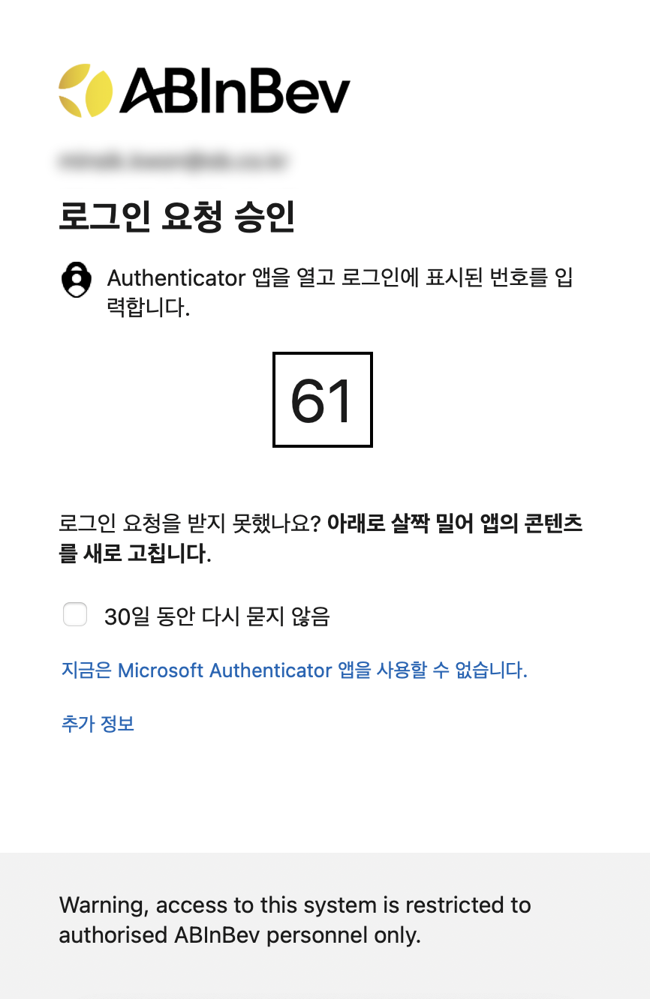 ABInBev
로그인 요청 승인
Authenticator 앱을 열고 로그인에 표시된 번호를 입
력합니다.
61
로그인 요청을 받지 못했나요? 아래로 살짝 밀어 앱의 콘텐츠
를 새로 고칩니다.
30일 동안 다시 묻지 않음
지금은 Microsoft Authenticator 앱을 사용할 수 없습니다.
추가 정보
Warning, access to this system is restricted to
authorised ABInBev personnel only.